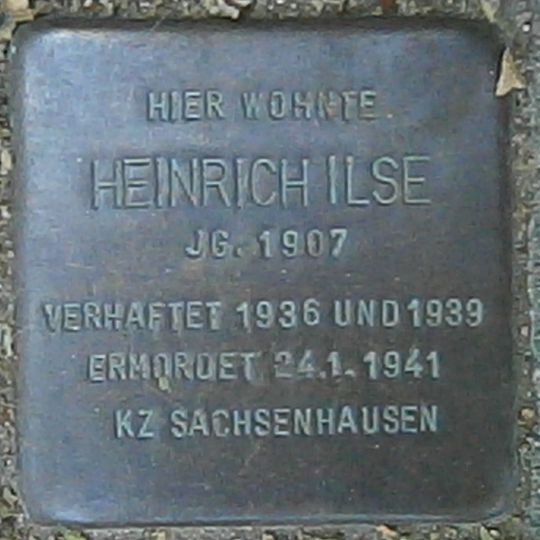 HIER WOHNTE
HEINRICH ILSE
JG. 1907
VERHAFTET 1936 UND 1939
ERMORDET 24.1.1941
KZ SACHSENHAUSEN